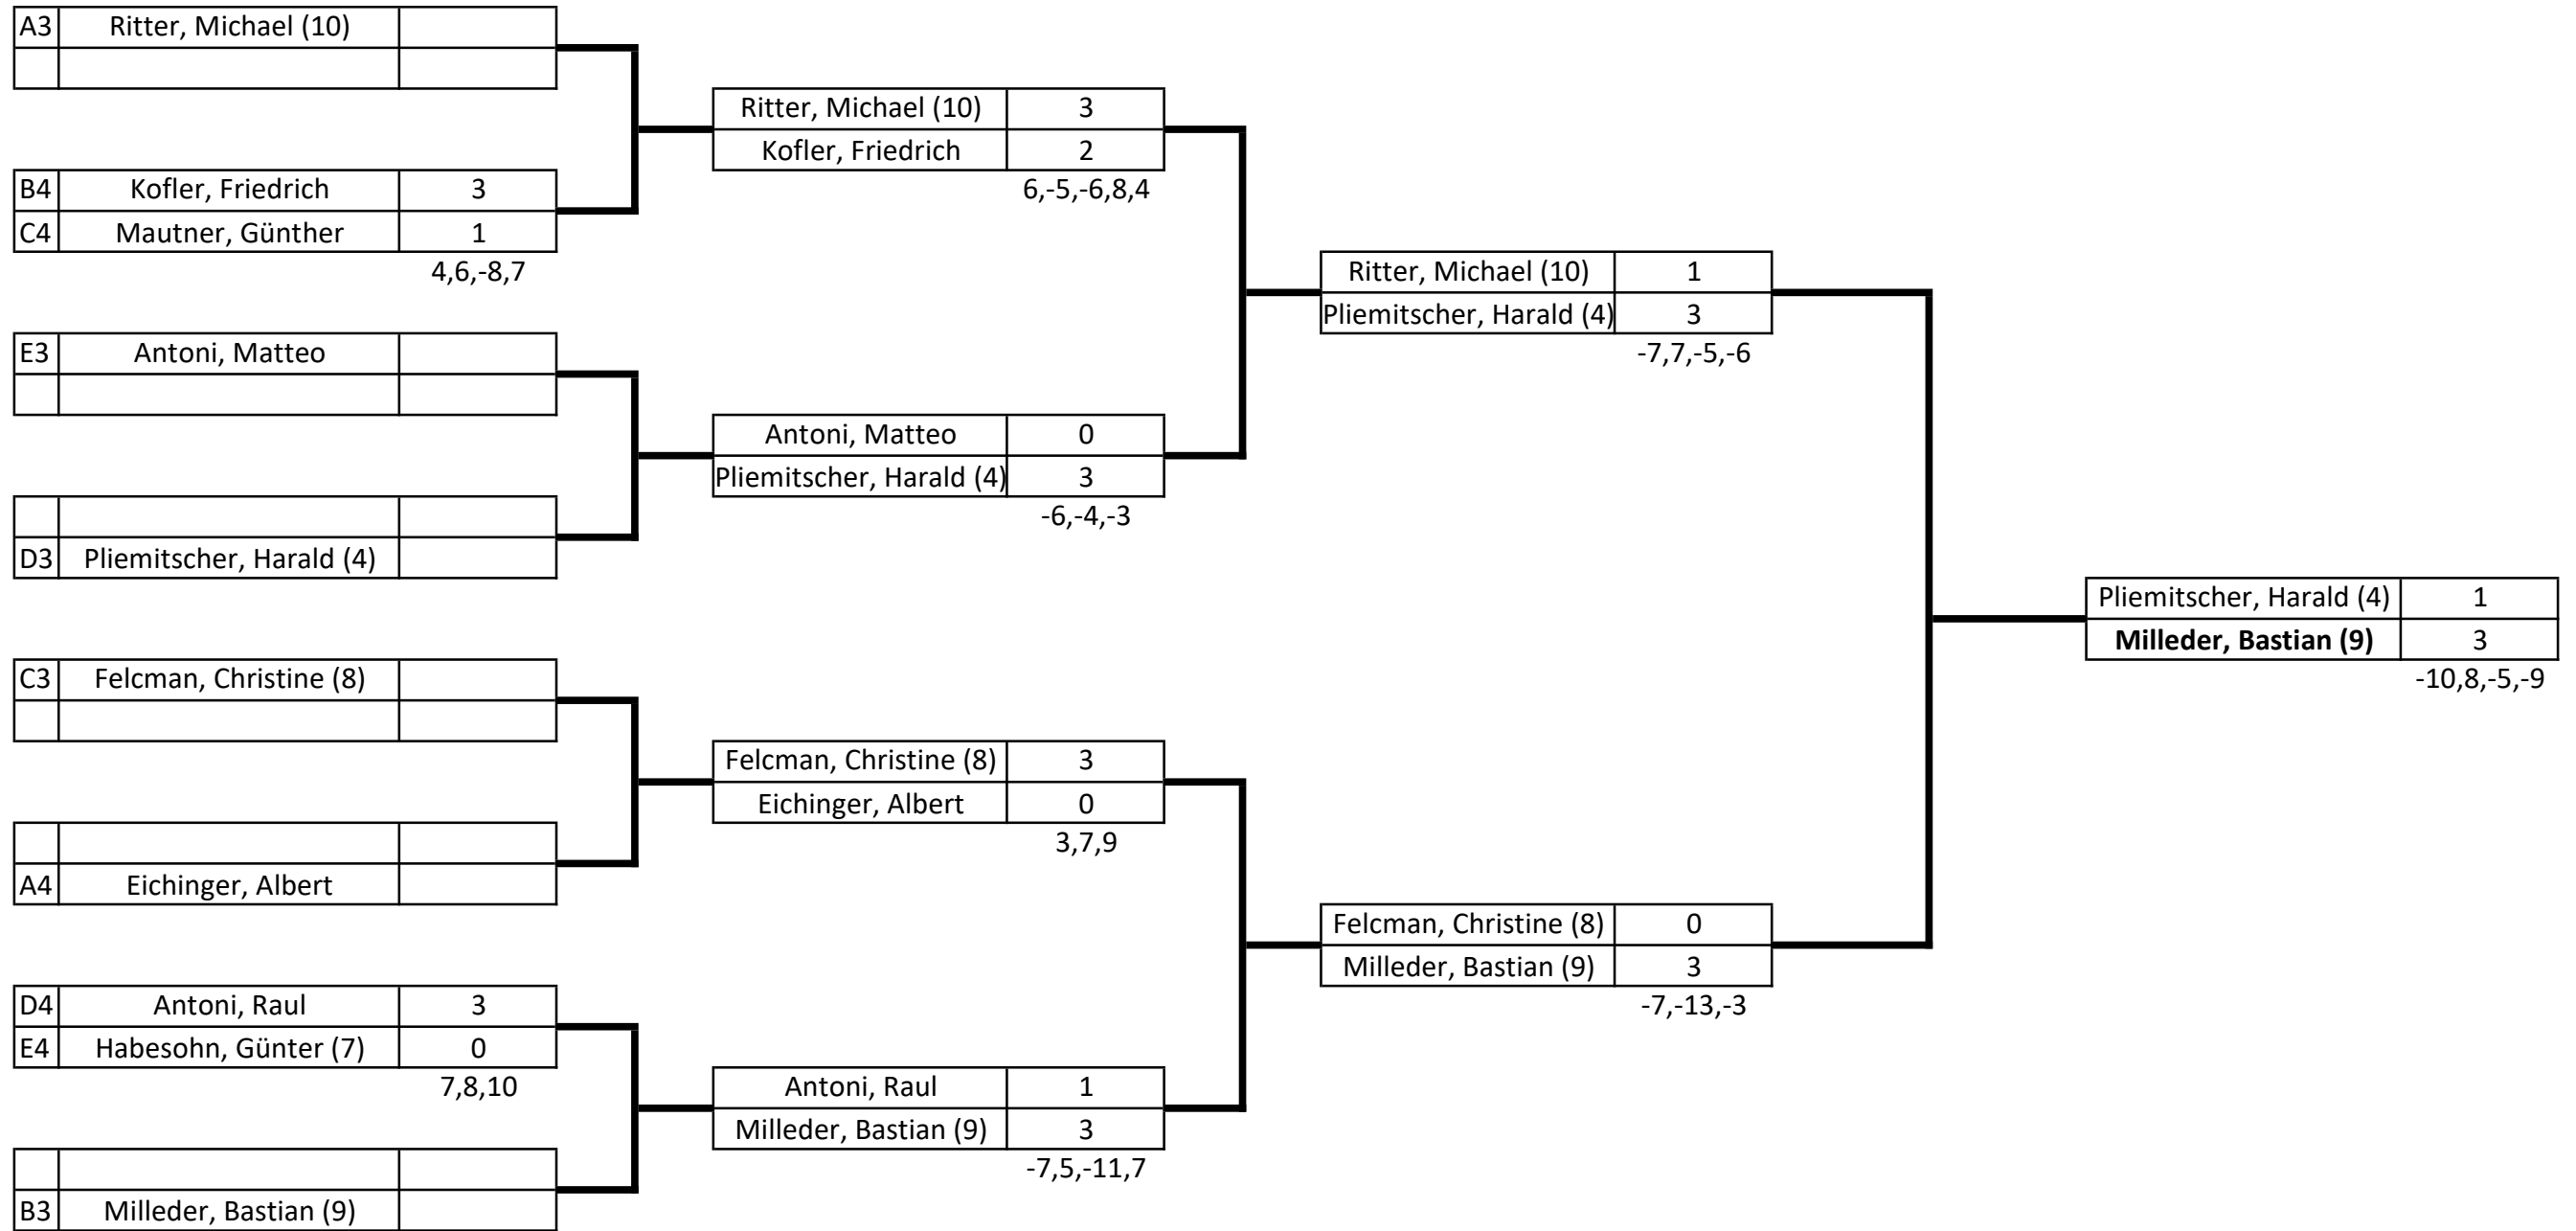 A3 Ritter, Michael (10)
B4 Kofler, Friedrich 3
C4 Mautner, Günther 1
4,6,-8,7
E3 Antoni, Matteo
D3 Pliemitscher, Harald (4)
C3 Felcman, Christine (8)
A4 Eichinger, Albert
D4 Antoni, Raul 3
E4 Habesohn, Günter (7) 0
7,8,10
B3 Milleder, Bastian (9)
Ritter, Michael (10) 3
Kofler, Friedrich 2
6,-5,-6,8,4
Antoni, Matteo 0
Pliemitscher, Harald (4) 3
-6,-4,-3
Felcman, Christine (8) 3
Eichinger, Albert 0
3,7,9
Antoni, Raul 1
Milleder, Bastian (9) 3
-7,5,-11,7
Ritter, Michael (10) 1
Pliemitscher, Harald (4) 3
-7,7,-5,-6
Felcman, Christine (8) 0
Milleder, Bastian (9) 3
-7,-13,-3
Pliemitscher, Harald (4) 1
Milleder, Bastian (9) 3
-10,8,-5,-9